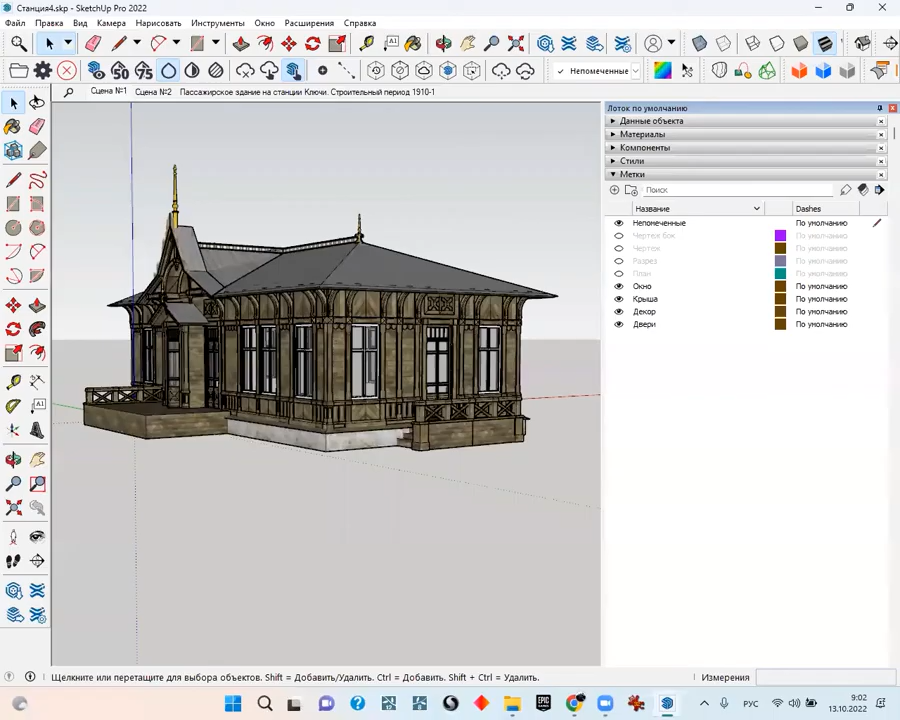 Станция4.skp - SketchUp Pro 2022
Файл Правка Вид Камера Нарисовать Инструменты Окно Расширения Справка
50 75
Непомеченные
Сцена №1 Сцена №2 Пассажирское здание на станции Ключи. Строительный период 1910-1
Лоток по умолчанию
Данные объекта
Материалы
Компоненты
Стили
Метки
Поиск
Название Dashes
Непомеченные По умолчанию
Чертеж бок По умолчанию
Чертеж По умолчанию
Разрез По умолчанию
План По умолчанию
Окно По умолчанию
Крыша По умолчанию
Декор По умолчанию
Двери По умолчанию
Щелкните или перетащите для выбора объектов. Shift = Добавить/Удалить. Ctrl = Добавить. Shift + Ctrl = Удалить.
Измерения
РУС
9:02
13.10.2022